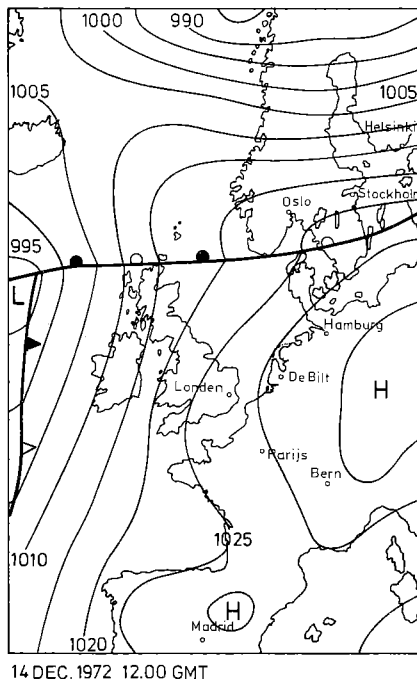 1000
990
1005
1005
Helsinki
Stockholm
Oslo
995
L
Hamburg
De Bilt
H
Londen
Parijs
Bern
1010
1025
H
Madrid
1020
14 DEC. 1972 12.00 GMT